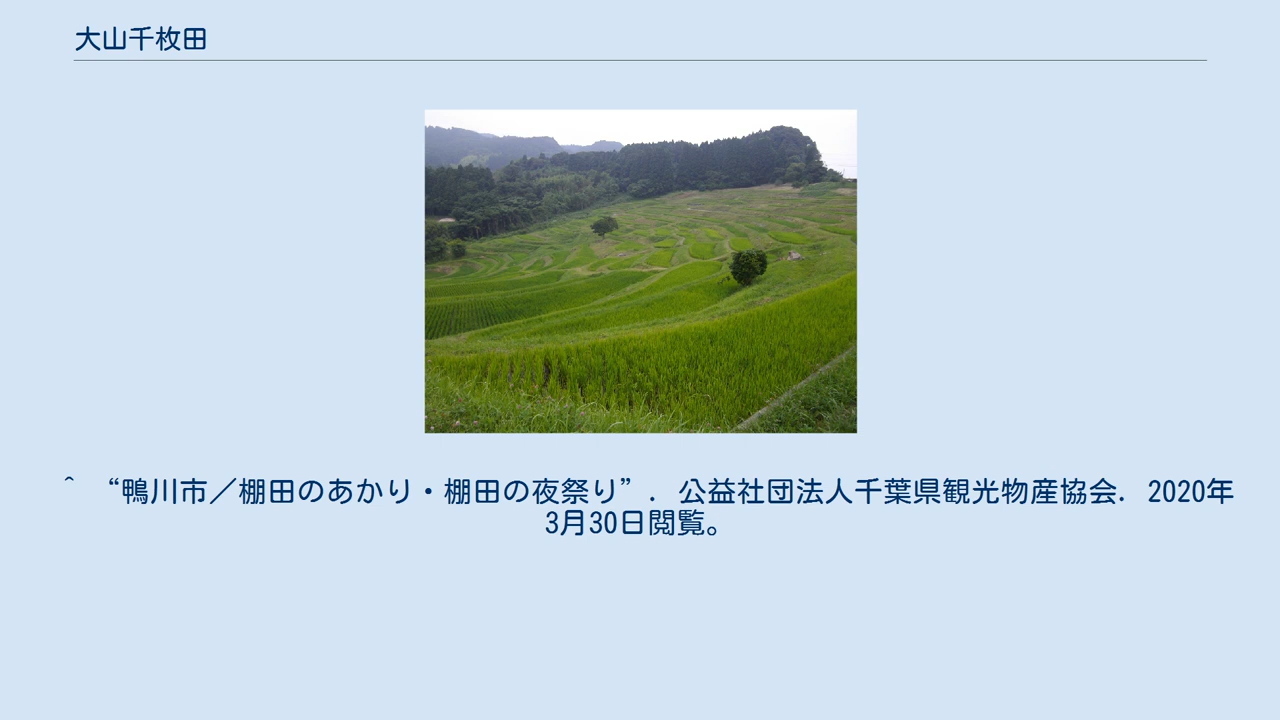 大山千枚田
^ “鴨川市／棚田のあかり・棚田の夜祭り”. 公益社団法人千葉県観光物産協会. 2020年
3月30日閲覧。